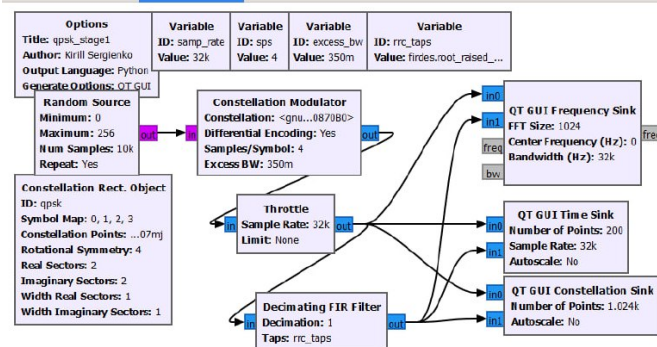 Options
Title: qpsk_stage1
Author: Kirill Sergienko
Output Language: Python
Generate Options: QT GUI
Variable
ID: samp_rate
Value: 32k
Variable
ID: sps
Value: 4
Variable
ID: excess_bw
Value: 350m
Variable
ID: rrc_taps
Value: firdes.root_raised_...
Random Source
Minimum: 0
Maximum: 256
Num Samples: 10k
Repeat: Yes
out
in
Constellation Modulator
Constellation: <gnu...0870B0>
Differential Encoding: Yes
Samples/Symbol: 4
Excess BW: 350m
out
in0
in1
freq
bw
QT GUI Frequency Sink
FFT Size: 1024
Center Frequency (Hz): 0
Bandwidth (Hz): 32k
fre
Constellation Rect. Object
ID: qpsk
Symbol Map: 0, 1, 2, 3
Constellation Points: ...07mj
Rotational Symmetry: 4
Real Sectors: 2
Imaginary Sectors: 2
Width Real Sectors: 1
Width Imaginary Sectors: 1
in
Throttle
Sample Rate: 32k
Limit: None
out
in0
in1
QT GUI Time Sink
Number of Points: 200
Sample Rate: 32k
Autoscale: No
in
Decimating FIR Filter
Decimation: 1
Taps: rrc_taps
out
in0
in1
QT GUI Constellation Sink
Number of Points: 1.024k
Autoscale: No